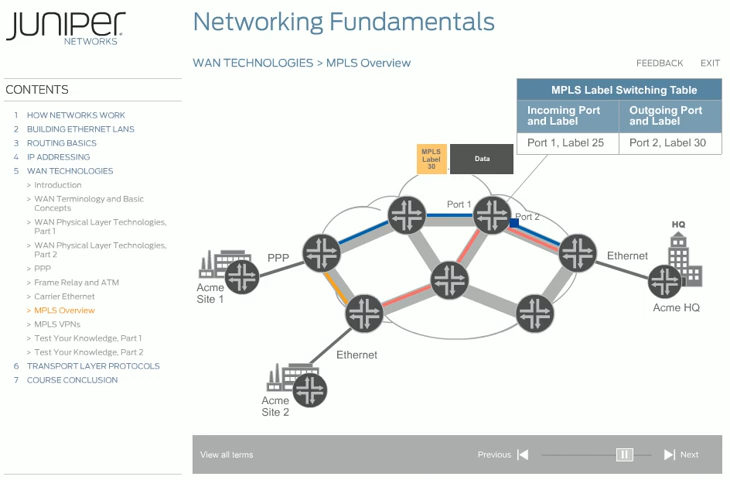 JUNIPER
NETWORKS
Networking Fundamentals
WAN TECHNOLOGIES > MPLS Overview
FEEDBACK EXIT
CONTENTS
1 HOW NETWORKS WORK
2 BUILDING ETHERNET LANS
3 ROUTING BASICS
4 IP ADDRESSING
5 WAN TECHNOLOGIES
> Introduction
> WAN Terminology and Basic
Concepts
> WAN Physical Layer Technologies,
Part 1
> WAN Physical Layer Technologies,
Part 2
> PPP
> Frame Relay and ATM
> Carrier Ethernet
> MPLS Overview
> MPLS VPNs
> Test Your Knowledge, Part 1
> Test Your Knowledge, Part 2
6 TRANSPORT LAYER PROTOCOLS
7 COURSE CONCLUSION
MPLS Label Switching Table
Incoming Port
and Label
Outgoing Port
and Label
Port 1, Label 25
Port 2, Label 30
MPLS
Label
30
Data
Port 1
Port 2
HQ
PPP
Ethernet
Acme
Site 1
Acme HQ
Ethernet
Acme
Site 2
View all terms
Previous
Next